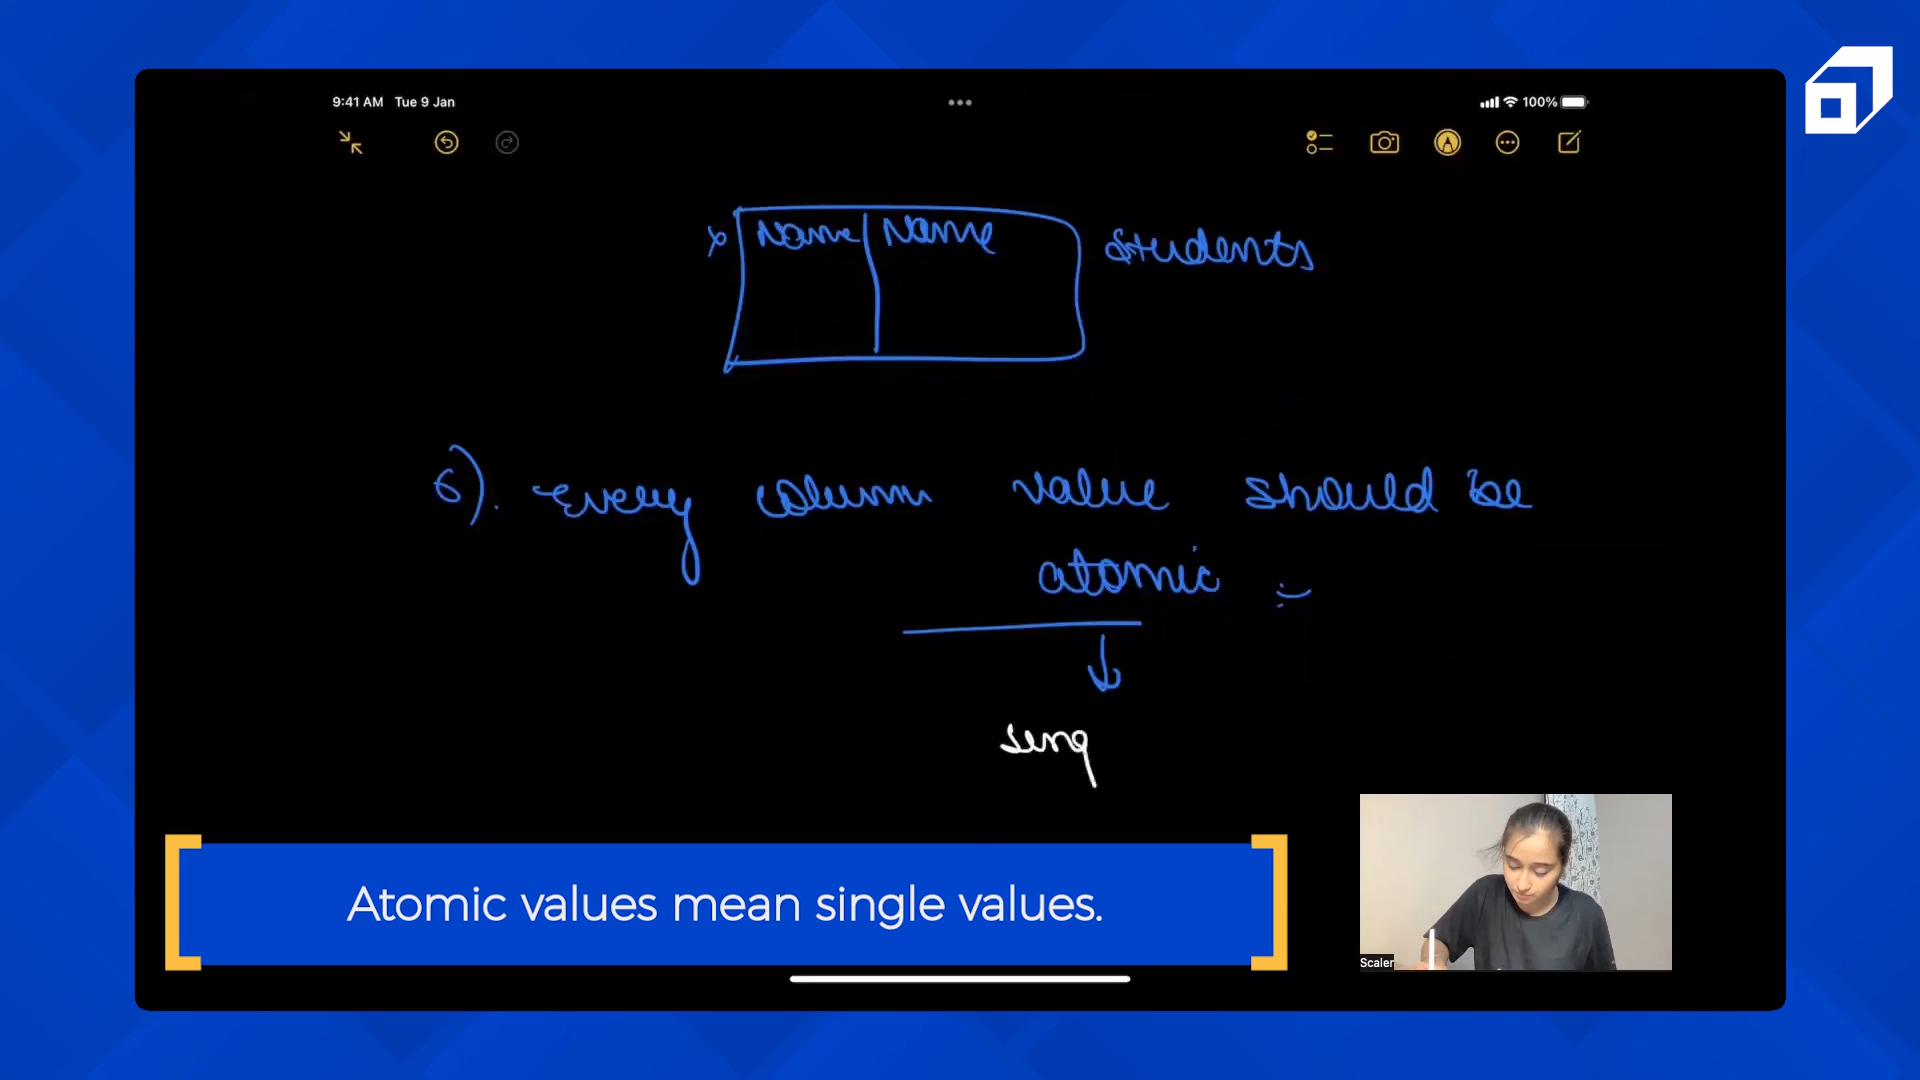 9:41 AM Tue 9 Jan
100%
Name Name
Students
6). Every column value should be
atomic :-
sing
Atomic values mean single values.
Scaler